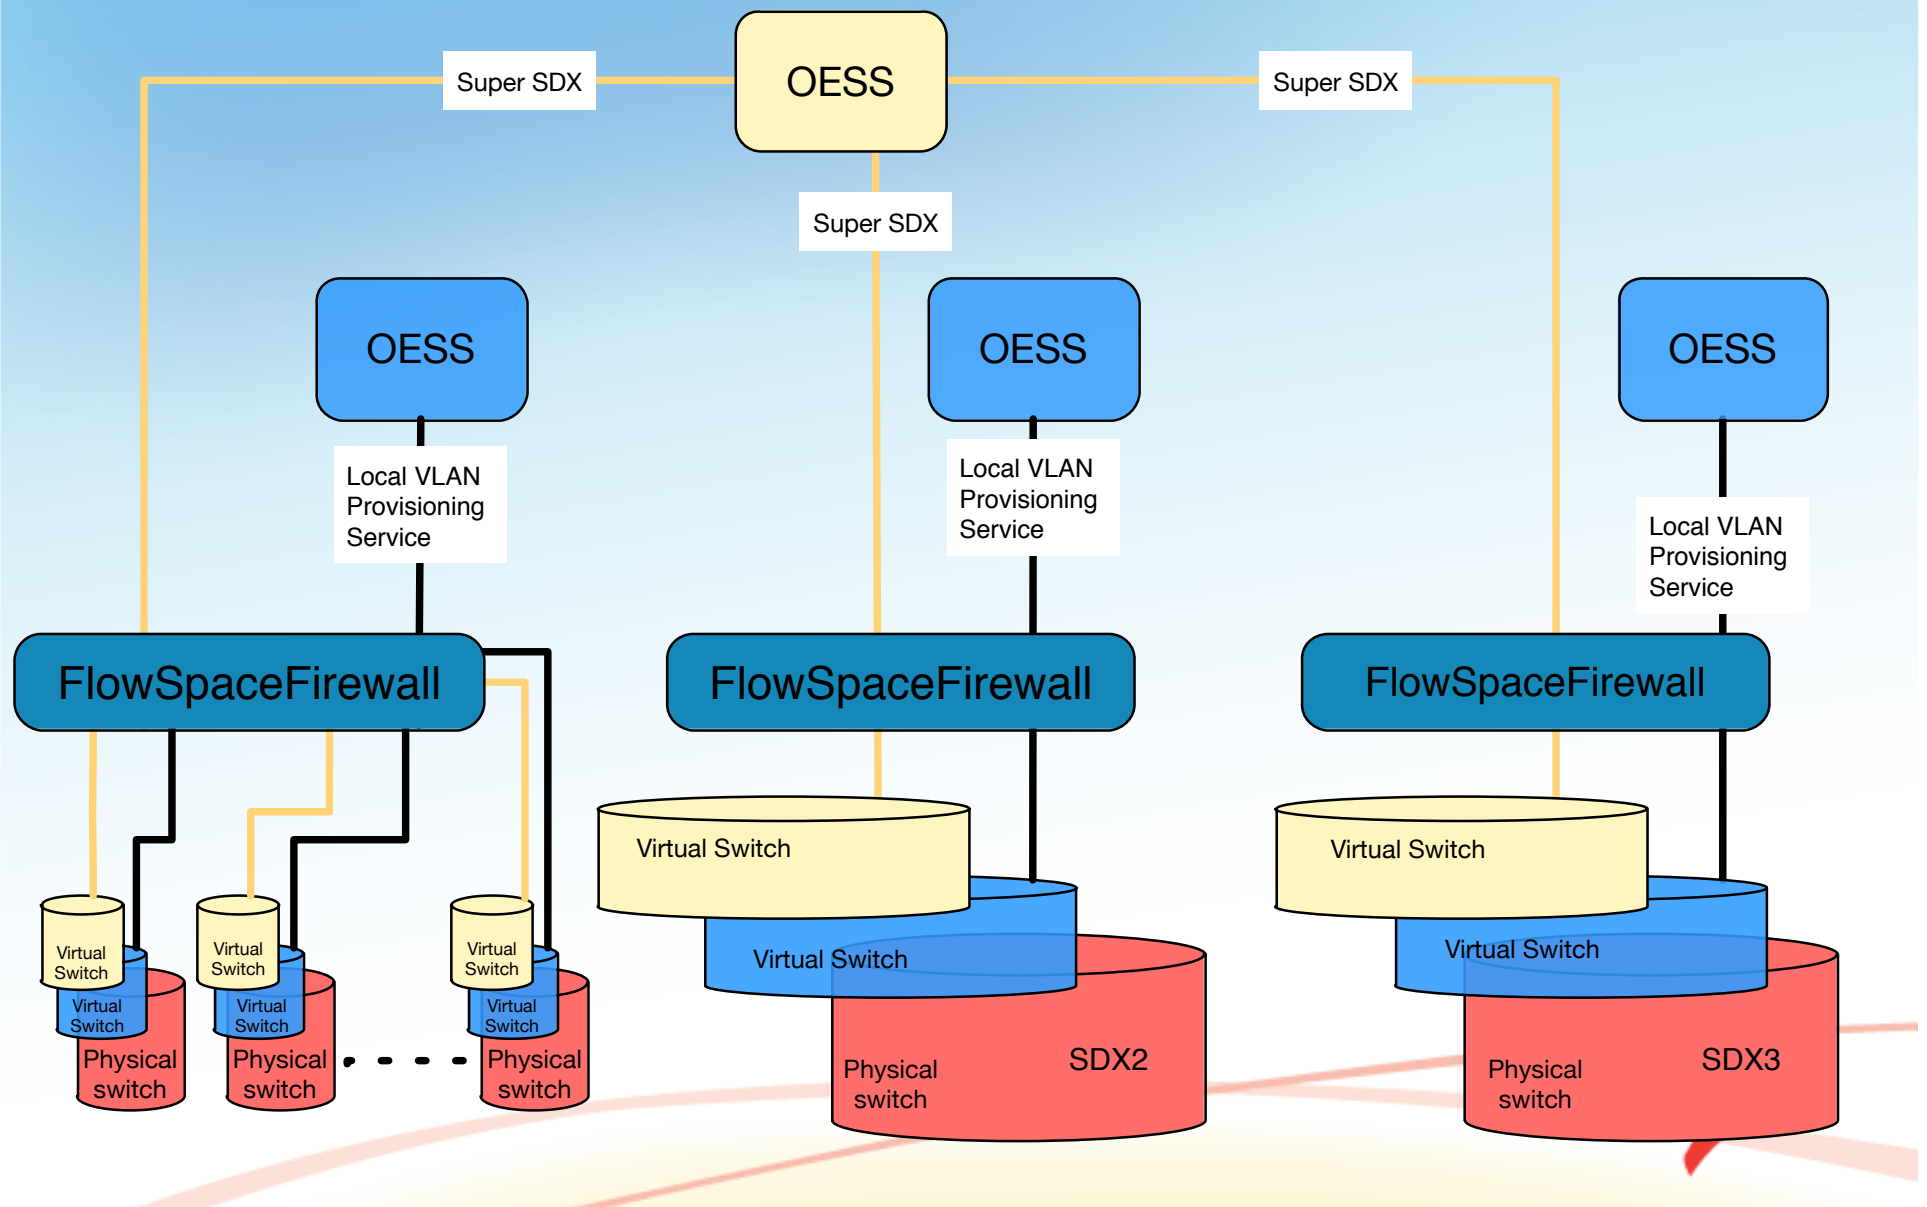 OESS
Super SDX
Super SDX
Super SDX
OESS
OESS
OESS
Local VLAN
Provisioning
Service
Local VLAN
Provisioning
Service
Local VLAN
Provisioning
Service
FlowSpaceFirewall
FlowSpaceFirewall
FlowSpaceFirewall
Virtual
Switch
Virtual
Switch
Physical
switch
Virtual
Switch
Virtual
Switch
Physical
switch
Virtual
Switch
Virtual
Switch
Physical
switch
Virtual Switch
Virtual Switch
Physical
switch
SDX2
Virtual Switch
Virtual Switch
Physical
switch
SDX3